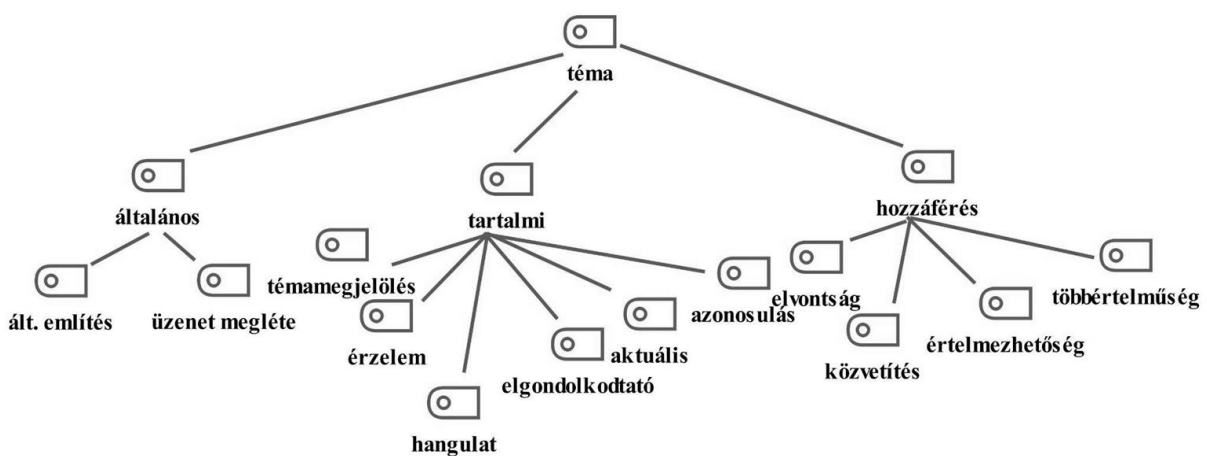 téma
általános
tartalmi
hozzáférés
ált. említés
üzenet megléte
témamegjelölés
érzelem
hangulat
elgondolkodtató
aktuális
azonosulás
elvontság
közvetítés
értelmezhetőség
többértelműség